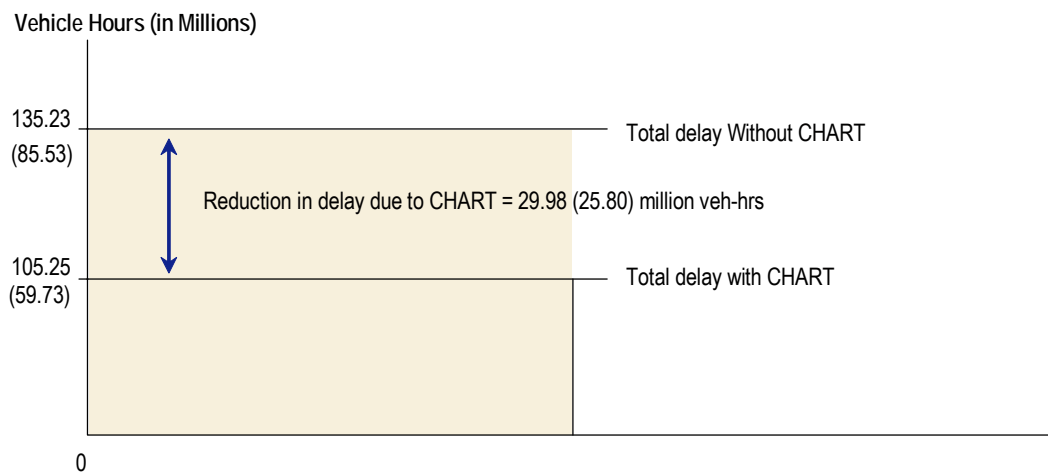 Vehicle Hours (in Millions)
135.23
(85.53)
Total delay Without CHART
Reduction in delay due to CHART = 29.98 (25.80) million veh-hrs
105.25
(59.73)
Total delay with CHART
0